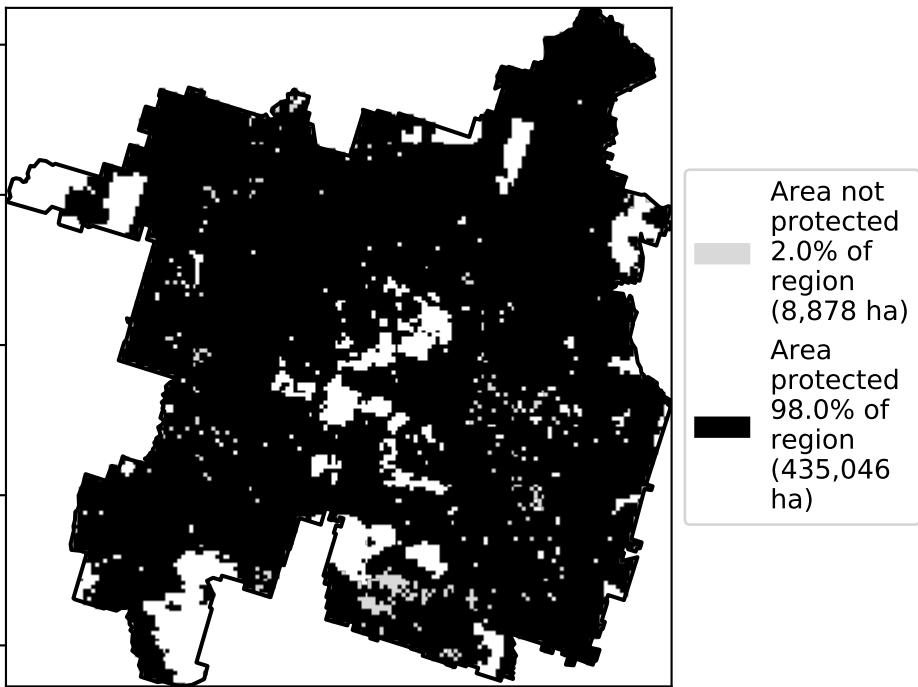 Area not
protected
2.0% of
region
(8,878 ha)
Area
protected
98.0% of
region
(435,046
ha)